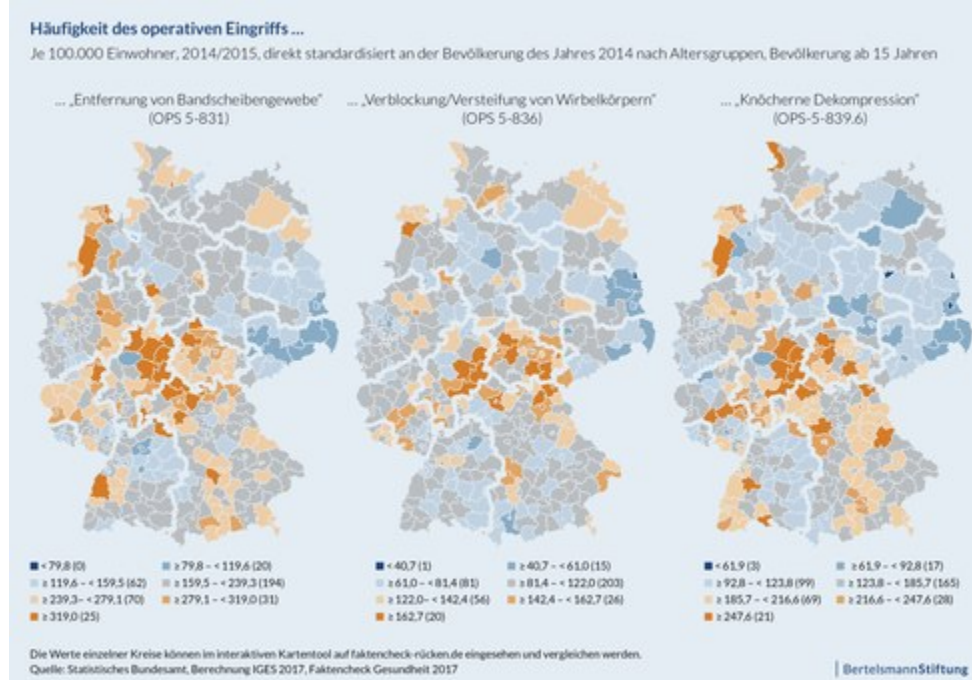 Häufigkeit des operativen Eingriffs ...
Je 100.000 Einwohner, 2014/2015, direkt standardisiert an der Bevölkerung des Jahres 2014 nach Altersgruppen, Bevölkerung ab 15 Jahren
... „Entfernung von Bandscheibengewebe“
(OPS 5-831)
... „Verblockung/Versteifung von Wirbelkörpern“
(OPS 5-836)
... „Knöcherne Dekompression“
(OPS-5-839.6)
< 79,8 (0)
≥ 79,8 – < 119,6 (20)
≥ 119,6 – < 159,5 (62)
≥ 159,5 – < 239,3 (194)
≥ 239,3 – < 279,1 (70)
≥ 279,1 – < 319,0 (31)
≥ 319,0 (25)
< 40,7 (1)
≥ 40,7 – < 61,0 (15)
≥ 61,0 – < 81,4 (81)
≥ 81,4 – < 122,0 (203)
≥ 122,0 – < 142,4 (56)
≥ 142,4 – < 162,7 (26)
≥ 162,7 (20)
< 61,9 (3)
≥ 61,9 – < 92,8 (17)
≥ 92,8 – < 123,8 (99)
≥ 123,8 – < 185,7 (165)
≥ 185,7 – < 216,6 (69)
≥ 216,6 – < 247,6 (28)
≥ 247,6 (21)
Die Werte einzelner Kreise können im interaktiven Kartentool auf faktencheck-rücken.de eingesehen und verglichen werden.
Quelle: Statistisches Bundesamt, Berechnung IGES 2017, Faktencheck Gesundheit 2017
BertelsmannStiftung